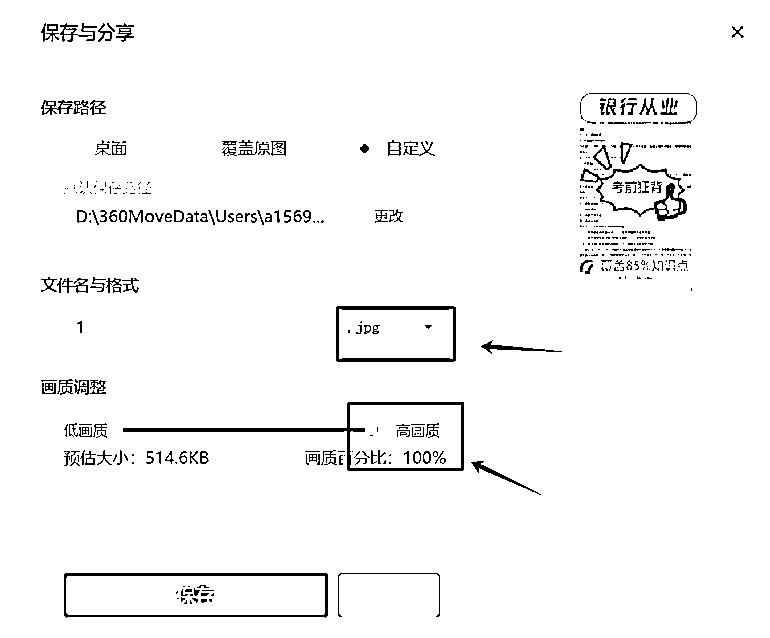 保存与分享
保存路径
桌面 覆盖原图 自定义
D:\360MoveData\Users\a1569... 更改
文件名与格式
1 .jpg
画质调整
低画质 高画质
预估大小：514.6KB 画质百分比：100%
保存
银行从业
考前狂背
覆盖85%知识点